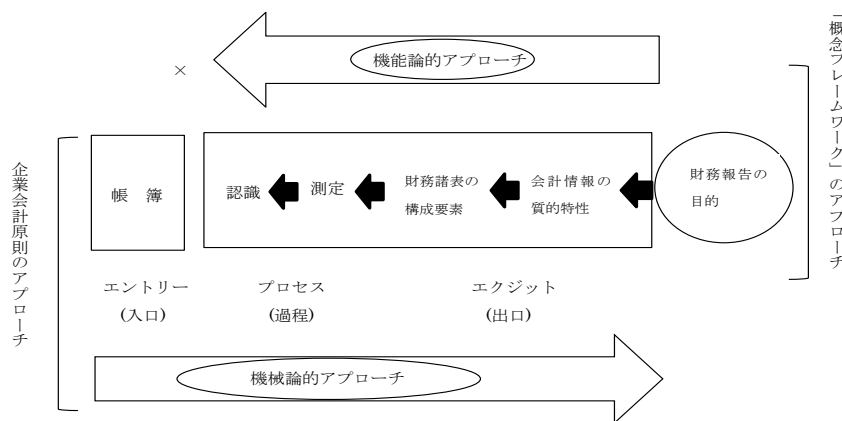 機能論的アプローチ
×
「概念フレームワーク」のアプローチ
企業会計原則のアプローチ
帳 簿
認識
測定
財務諸表の
構成要素
会計情報の
質的特性
財務報告の
目的
エントリー
(入口)
プロセス
(過程)
エクジット
(出口)
機械論的アプローチ